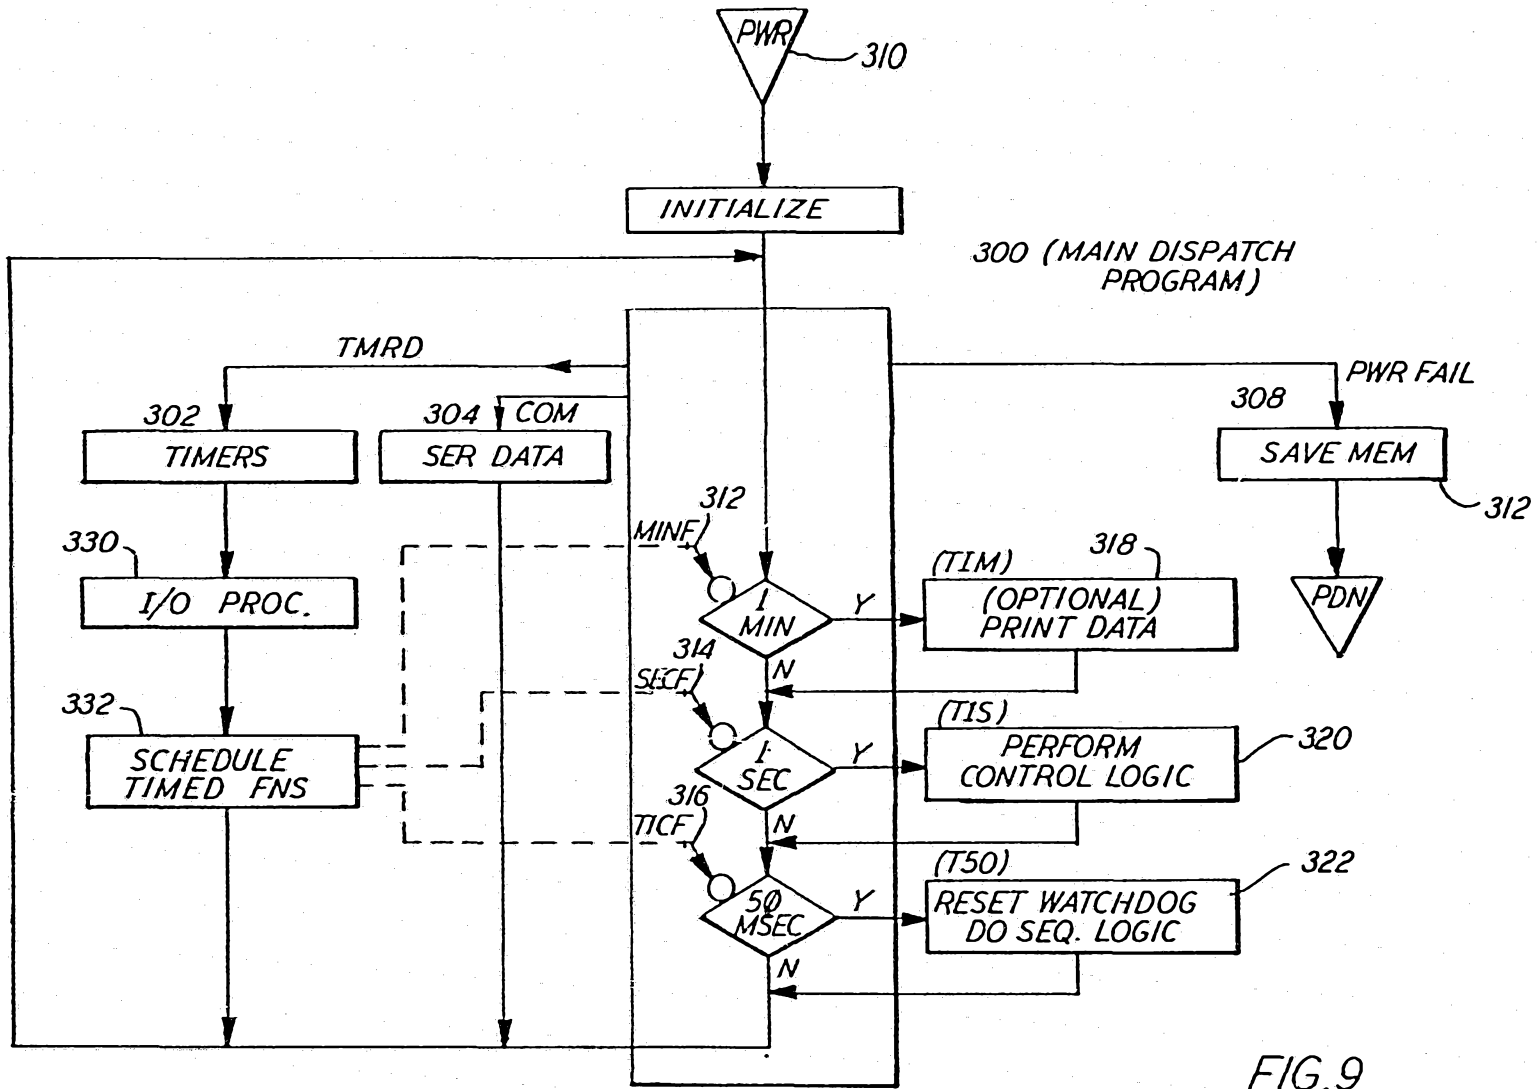 PWR
310
INITIALIZE
300 (MAIN DISPATCH
PROGRAM)
TMRD
PWR FAIL
302
304
COM
308
TIMERS
SER DATA
SAVE MEM
312
312
MINF
330
I/O PROC.
1
MIN
Y
(TIM)
318
(OPTIONAL)
PRINT DATA
PDN
N
314
SECF
332
SCHEDULE
TIMED FNS
1
SEC
Y
(TIS)
PERFORM
CONTROL LOGIC
320
N
316
TICF
50
MSEC
Y
(T50)
RESET WATCHDOG
DO SEQ. LOGIC
322
N
FIG.9